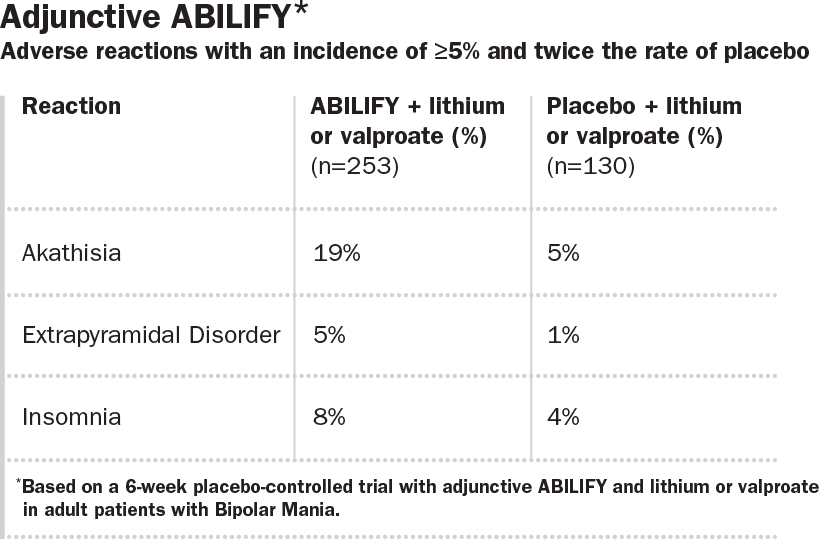 Adjunctive ABILIFY*
Adverse reactions with an incidence of ≥5% and twice the rate of placebo
Reaction
ABILIFY + lithium
or valproate (%)
(n=253)
Placebo + lithium
or valproate (%)
(n=130)
Akathisia 19% 5%
Extrapyramidal Disorder 5% 1%
Insomnia 8% 4%
*Based on a 6-week placebo-controlled trial with adjunctive ABILIFY and lithium or valproate
in adult patients with Bipolar Mania.